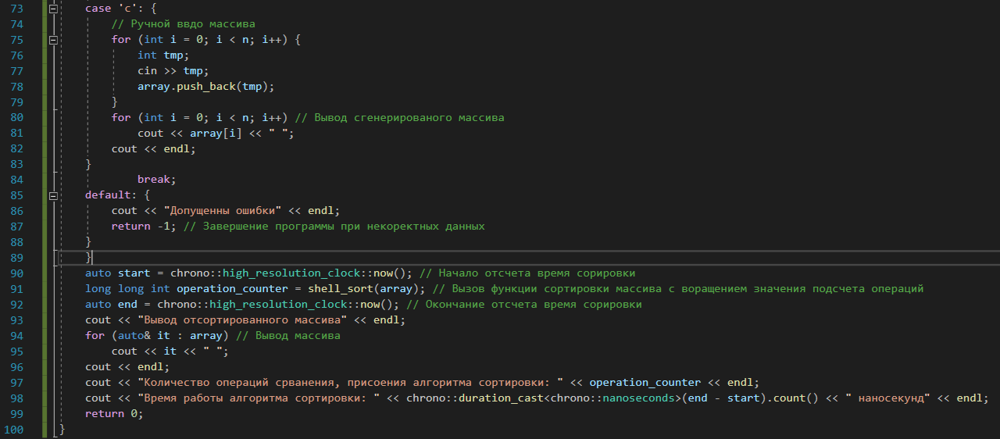 73 case 'c': {
74 // Ручной ввдо массива
75 for (int i = 0; i < n; i++) {
76 int tmp;
77 cin >> tmp;
78 array.push_back(tmp);
79 }
80 for (int i = 0; i < n; i++) // Вывод сгенерированого массива
81 cout << array[i] << " ";
82 cout << endl;
83 }
84 break;
85 default: {
86 cout << "Допущенны ошибки" << endl;
87 return -1; // Завершение программы при некоректных данных
88 }
89 }
90 auto start = chrono::high_resolution_clock::now(); // Начало отсчета время сорировки
91 long long int operation_counter = shell_sort(array); // Вызов функции сортировки массива с воращением значения подсчета операций
92 auto end = chrono::high_resolution_clock::now(); // Окончание отсчета время сорировки
93 cout << "Вывод отсортированного массива" << endl;
94 for (auto& it : array) // Вывод массива
95 cout << it << " ";
96 cout << endl;
97 cout << "Количество операций срванения, присоения алгоритма сортировки: " << operation_counter << endl;
98 cout << "Время работы алгоритма сортировки: " << chrono::duration_cast<chrono::nanoseconds>(end - start).count() << " наносекунд" << endl;
99 return 0;
100 }